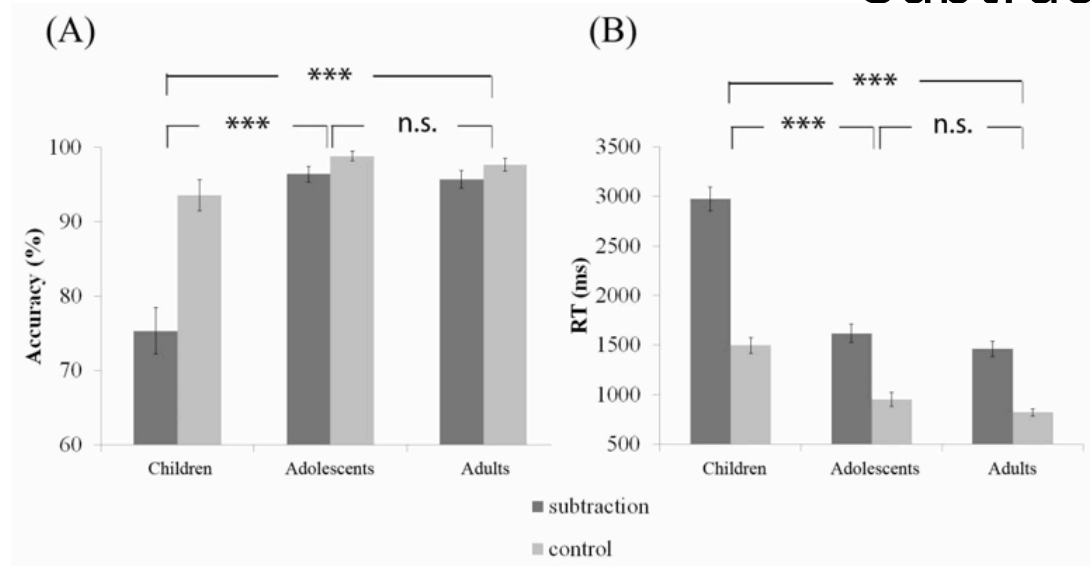 (A)
***
***
n.s.
Accuracy (%)
100
90
80
70
60
Children
Adolescents
Adults
(B)
***
***
n.s.
RT (ms)
3500
3000
2500
2000
1500
1000
500
Children
Adolescents
Adults
subtraction
control